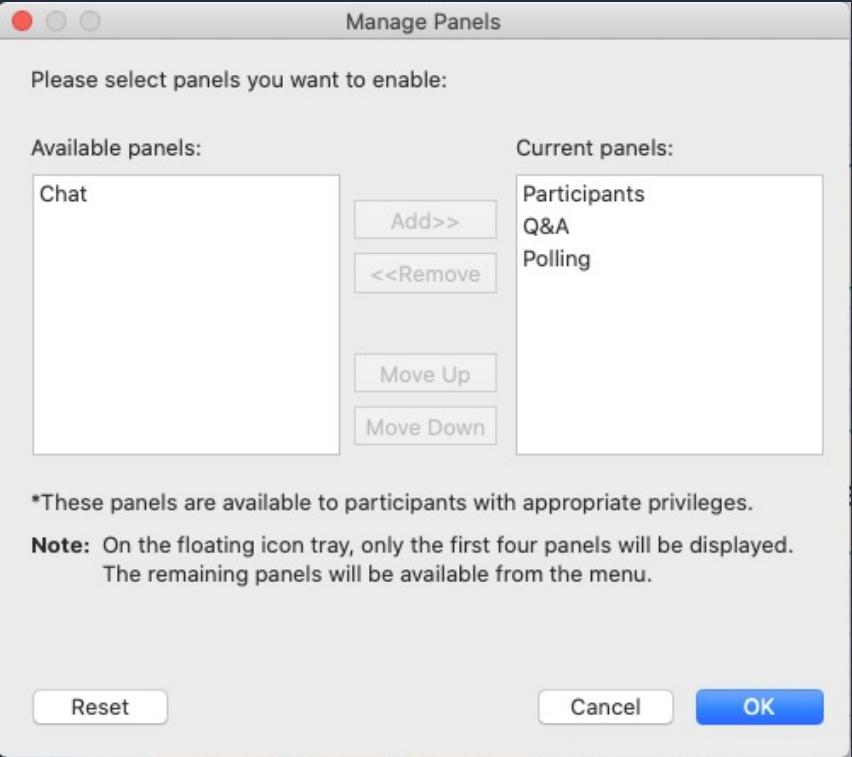 Manage Panels
Please select panels you want to enable:
Available panels:
Current panels:
Chat
Participants
Q&A
Polling
Add>>
<<Remove
Move Up
Move Down
*These panels are available to participants with appropriate privileges.
Note: On the floating icon tray, only the first four panels will be displayed.
The remaining panels will be available from the menu.
Reset
Cancel
OK